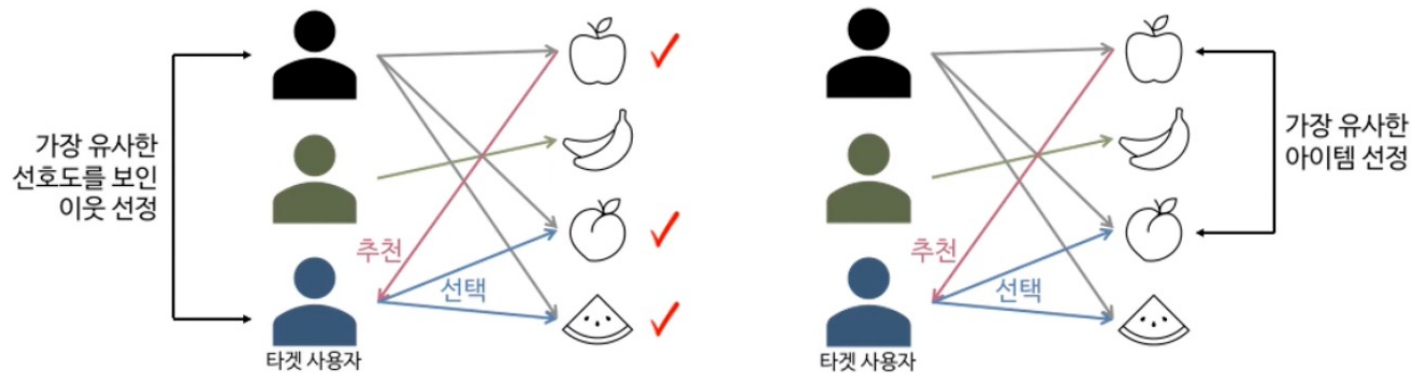 가장 유사한
선호도를 보인
이웃 선정
추천
선택
타겟 사용자
추천
선택
타겟 사용자
가장 유사한
아이템 선정